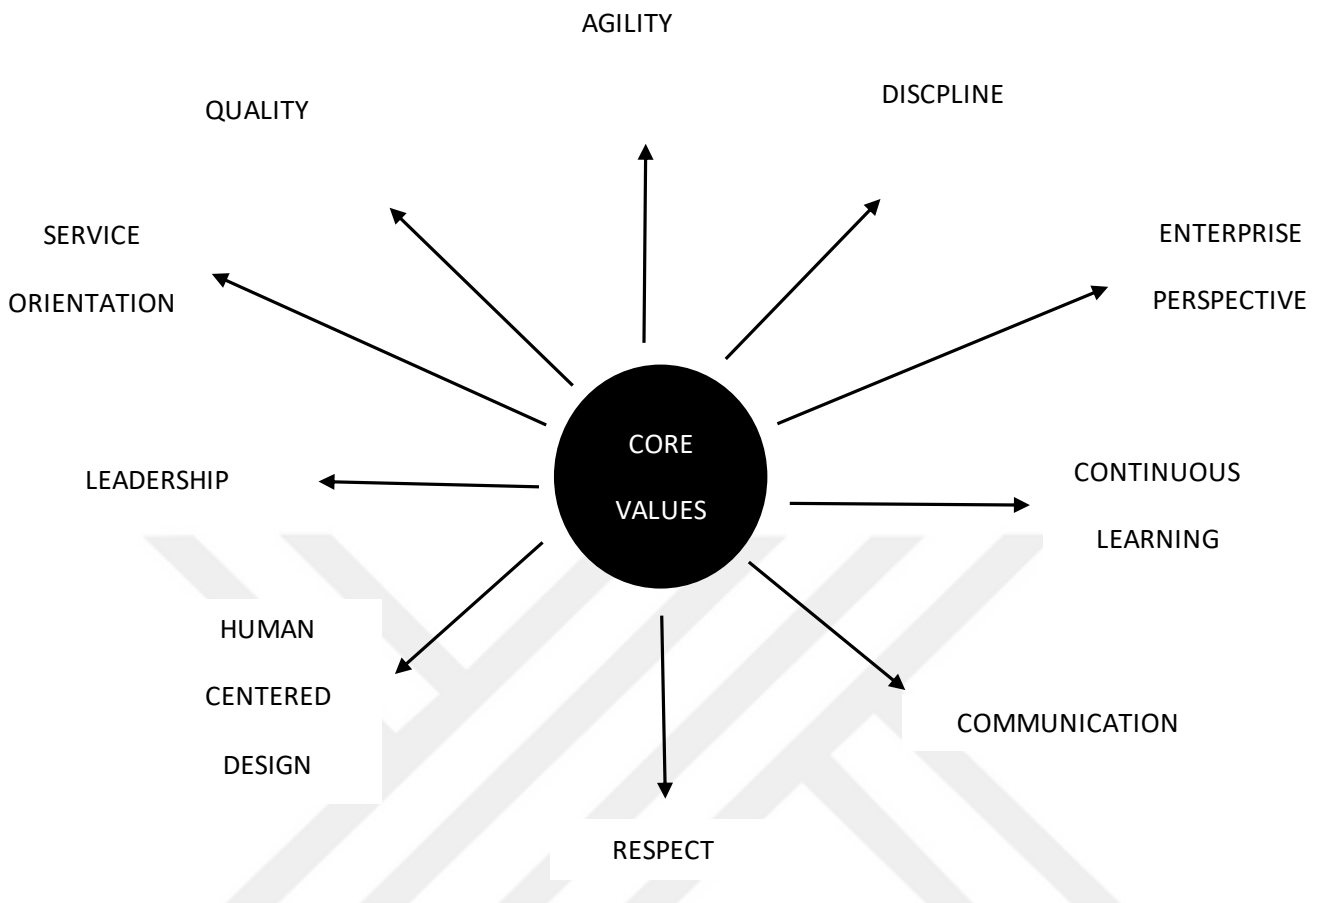 AGILITY
DISCPLINE
QUALITY
SERVICE
ORIENTATION
ENTERPRISE
PERSPECTIVE
CORE
VALUES
LEADERSHIP
CONTINUOUS
LEARNING
HUMAN
CENTERED
DESIGN
COMMUNICATION
RESPECT